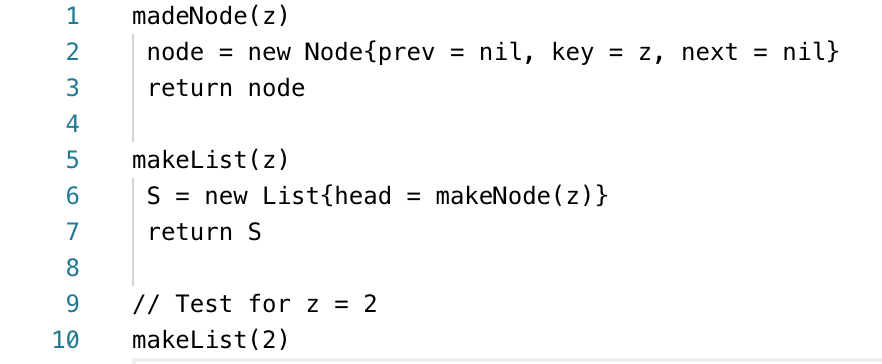 1 madeNode(z)
2 node = new Node{prev = nil, key = z, next = nil}
3 return node
4
5 makeList(z)
6 S = new List{head = makeNode(z)}
7 return S
8
9 // Test for z = 2
10 makeList(2)